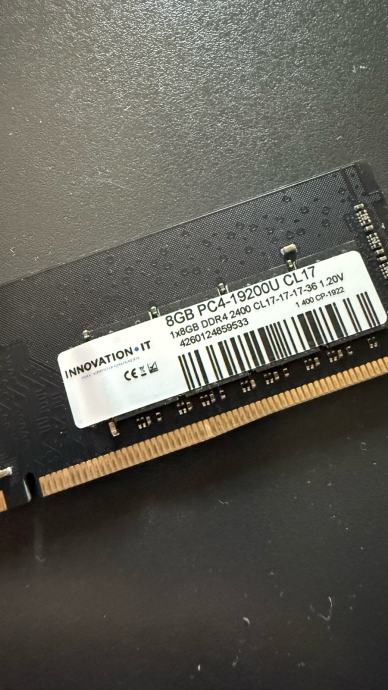 8GB PC4-19200U CL17
1x8GB DDR4 2400 CL17-17-17-36 1.20V
4260124859533
1.400 CP-1922
INNOVATION IT
CE